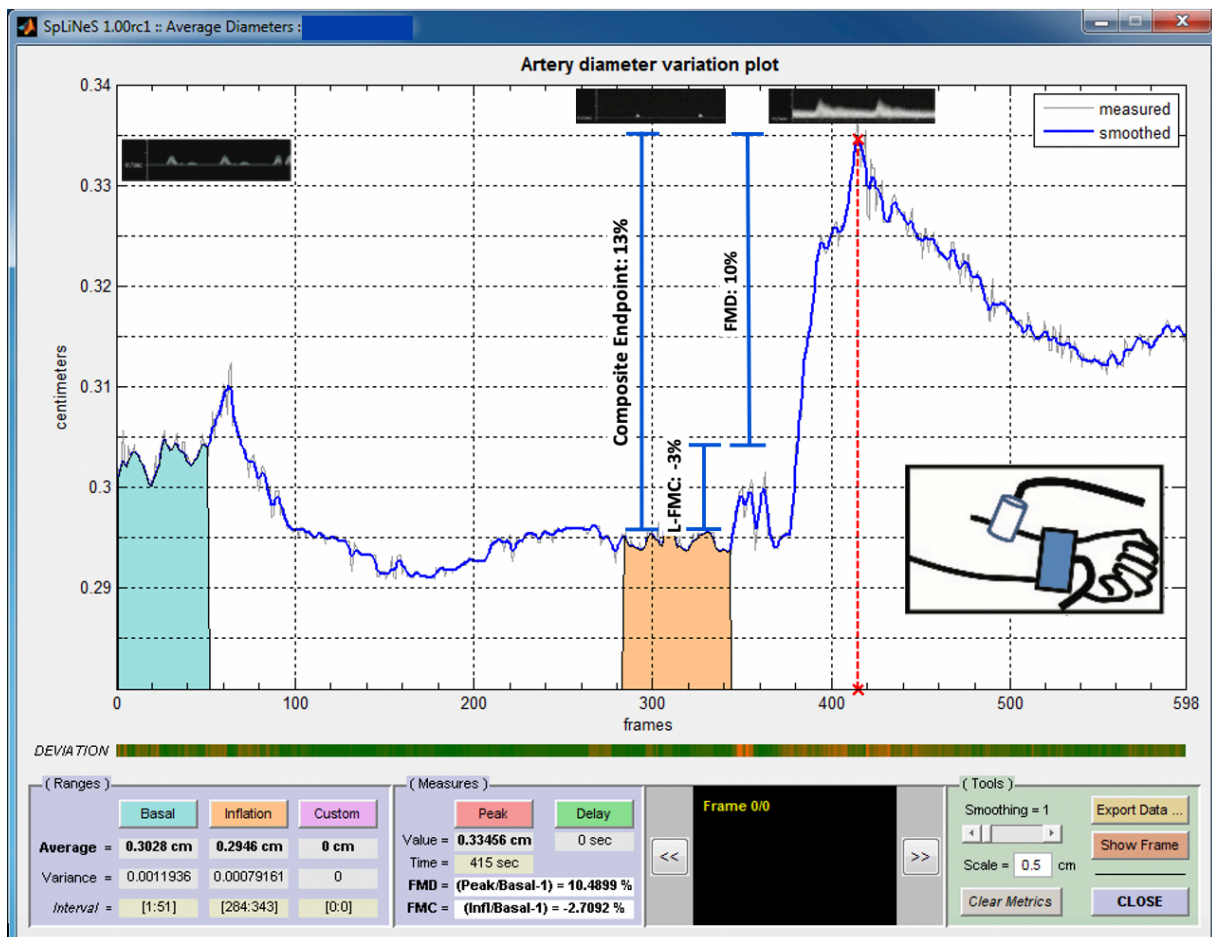 SpLiNeS 1.00rc1 :: Average Diameters :
Artery diameter variation plot
measured
smoothed
0.34
0.33
0.32
0.31
0.3
0.29
centimeters
Composite Endpoint: 13%
FMD: 10%
L-FMC: -3%
0 100 200 300 400 500 598
frames
DEVIATION
( Ranges )
Basal Inflation Custom
Average = 0.3028 cm 0.2946 cm 0 cm
Variance = 0.0011936 0.00079161 0
Interval = [1:51] [284:343] [0:0]
( Measures )
Peak Delay
Value = 0.33456 cm 0 sec
Time = 415 sec
FMD = (Peak/Basal-1) = 10.4899 %
FMC = (Infl/Basal-1) = -2.7092 %
<<
Frame 0/0
>>
( Tools )
Smoothing = 1
Export Data ...
Show Frame
Scale = 0.5 cm
Clear Metrics
CLOSE